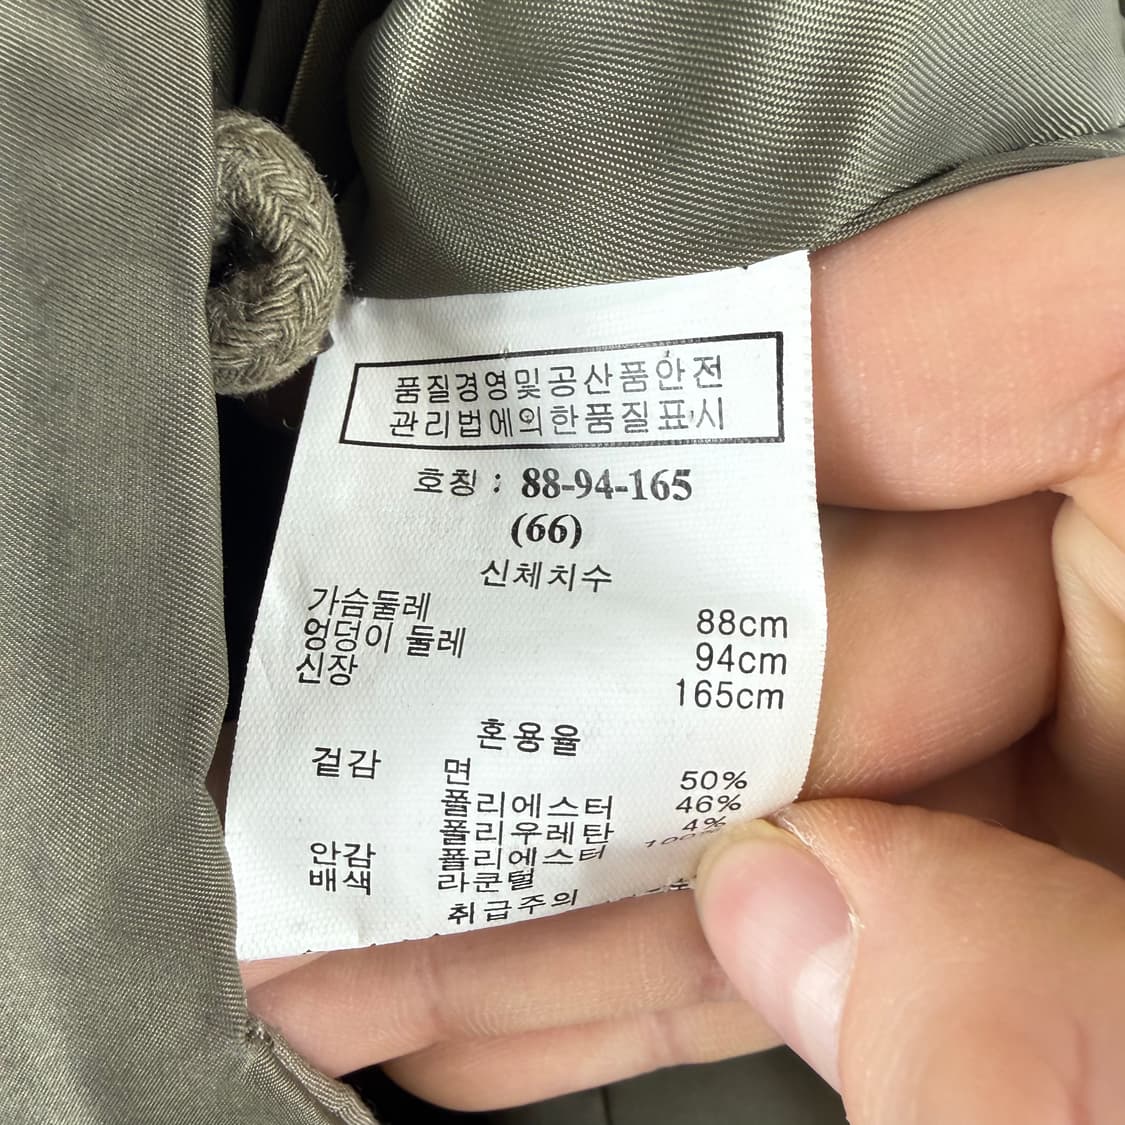 품질경영및공산품안전
관리법에의한품질표시
호칭 : 88-94-165
(66)
신체치수
가슴둘레 88cm
엉덩이 둘레 94cm
신장 165cm
혼용율
겉감 면 50%
폴리에스터 46%
폴리우레탄 4%
안감 폴리에스터
배색 라쿤털
취급주의